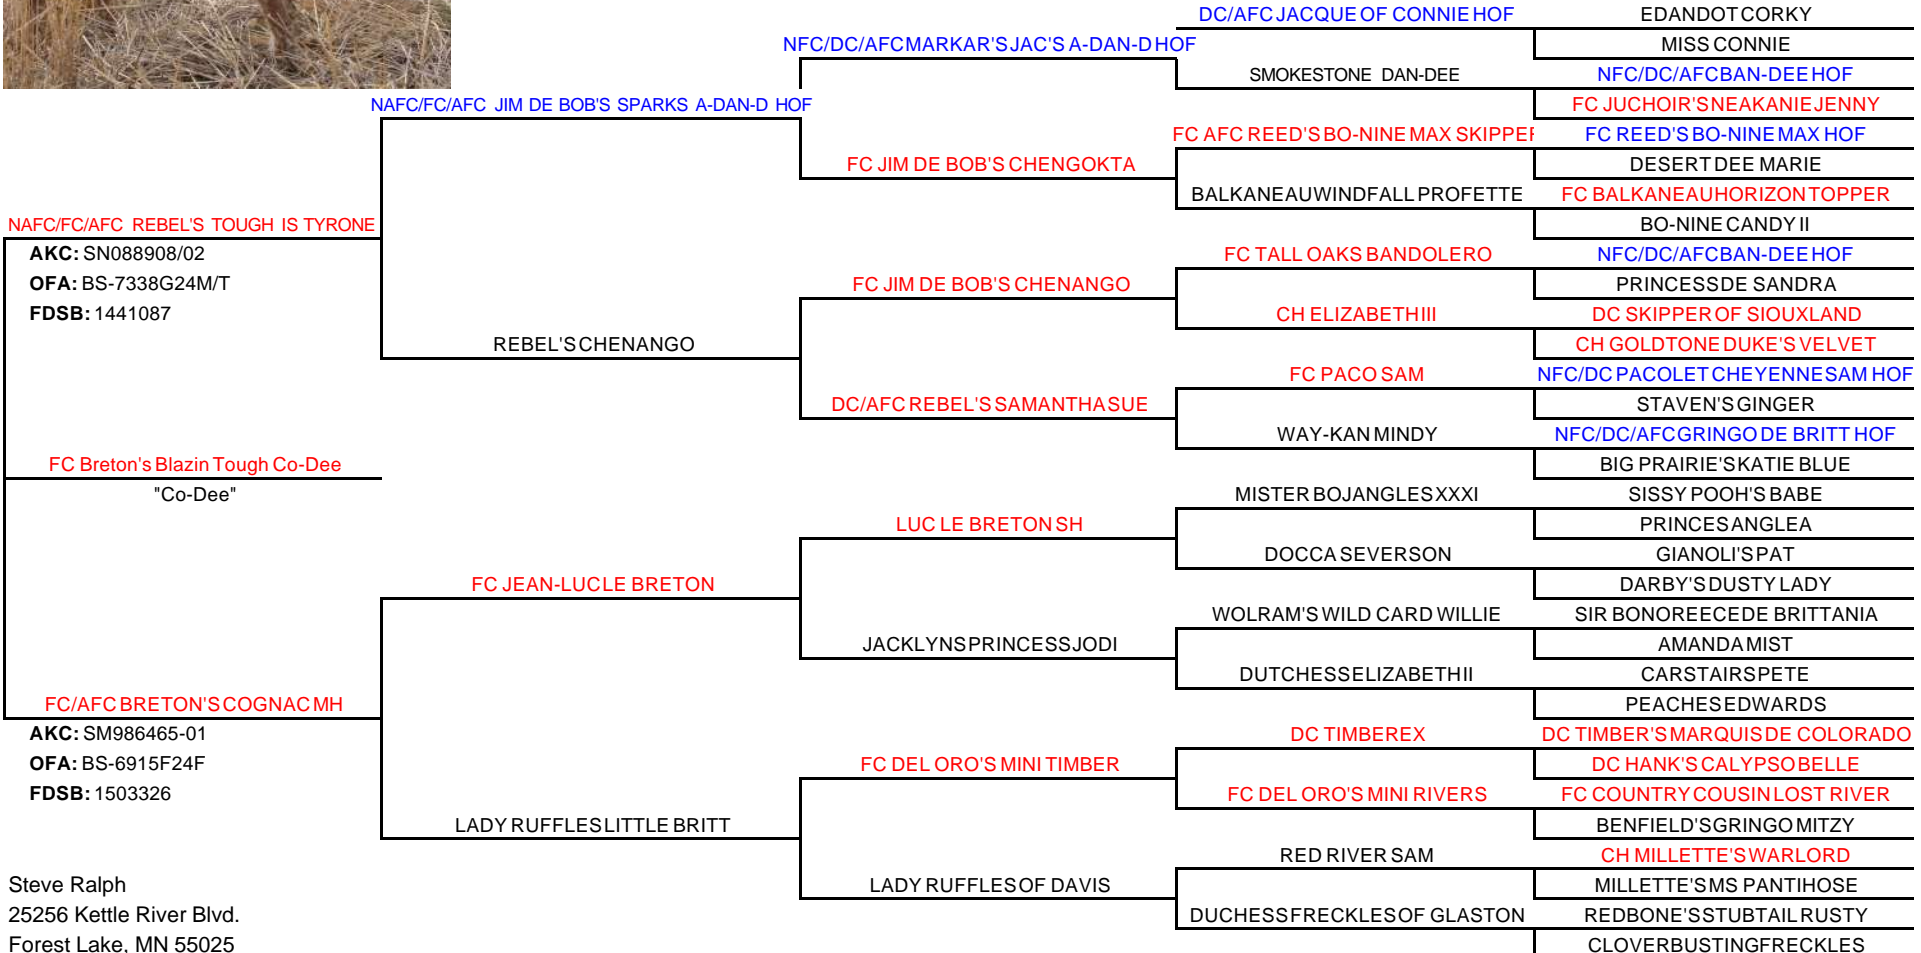 DC/AFC JACQUE OF CONNIE HOF
EDANDOT CORKY
NFC/DC/AFC MARKAR'S JAC'S A-DAN-D HOF
MISS CONNIE
SMOKESTONE DAN-DEE
NFC/DC/AFC BAN-DEE HOF
NAFC/FC/AFC JIM DE BOB'S SPARKS A-DAN-D HOF
FC JUCHOIR'S NEAKANIE JENNY
FC AFC REED'S BO-NINE MAX SKIPPER
FC REED'S BO-NINE MAX HOF
FC JIM DE BOB'S CHENGOKTA
DESERT DEE MARIE
BALKANEAU WINDFALL PROFETTE
FC BALKANEAU HORIZON TOPPER
NAFC/FC/AFC REBEL'S TOUGH IS TYRONE
BO-NINE CANDY II
AKC: SN088908/02
FC TALL OAKS BANDOLERO
NFC/DC/AFC BAN-DEE HOF
OFA: BS-7338G24M/T
FC JIM DE BOB'S CHENANGO
PRINCESS DE SANDRA
FDSB: 1441087
CH ELIZABETH III
DC SKIPPER OF SIOUXLAND
REBEL'S CHENANGO
CH GOLDTONE DUKE'S VELVET
FC PACO SAM
NFC/DC PACOLET CHEYENNE SAM HOF
DC/AFC REBEL'S SAMANTHA SUE
STAVEN'S GINGER
WAY-KAN MINDY
NFC/DC/AFC GRINGO DE BRITT HOF
FC Breton's Blazin Tough Co-Dee
BIG PRAIRIE'S KATIE BLUE
"Co-Dee"
MISTER BOJANGLES XXXI
SISSY POOH'S BABE
LUC LE BRETON SH
PRINCES ANGLEA
DOCCA SEVERSON
GIANOLI'S PAT
FC JEAN-LUC LE BRETON
DARBY'S DUSTY LADY
WOLRAM'S WILD CARD WILLIE
SIR BONOREECE DE BRITTANIA
JACKLYNS PRINCESS JODI
AMANDA MIST
DUTCHESS ELIZABETH II
CARSTAIRS PETE
FC/AFC BRETON'S COGNAC MH
PEACHES EDWARDS
AKC: SM986465-01
DC TIMBEREX
DC TIMBER'S MARQUIS DE COLORADO
OFA: BS-6915F24F
FC DEL ORO'S MINI TIMBER
DC HANK'S CALYPSO BELLE
FDSB: 1503326
FC DEL ORO'S MINI RIVERS
FC COUNTRY COUSIN LOST RIVER
LADY RUFFLES LITTLE BRITT
BENFIELD'S GRINGO MITZY
RED RIVER SAM
CH MILLETTE'S WARLORD
Steve Ralph
LADY RUFFLES OF DAVIS
MILLETTE'S MS PANTIHOSE
25256 Kettle River Blvd.
DUCHESS FRECKLES OF GLASTON
REDBONE'S STUBTAIL RUSTY
Forest Lake, MN 55025
CLOVERBUSTING FRECKLES